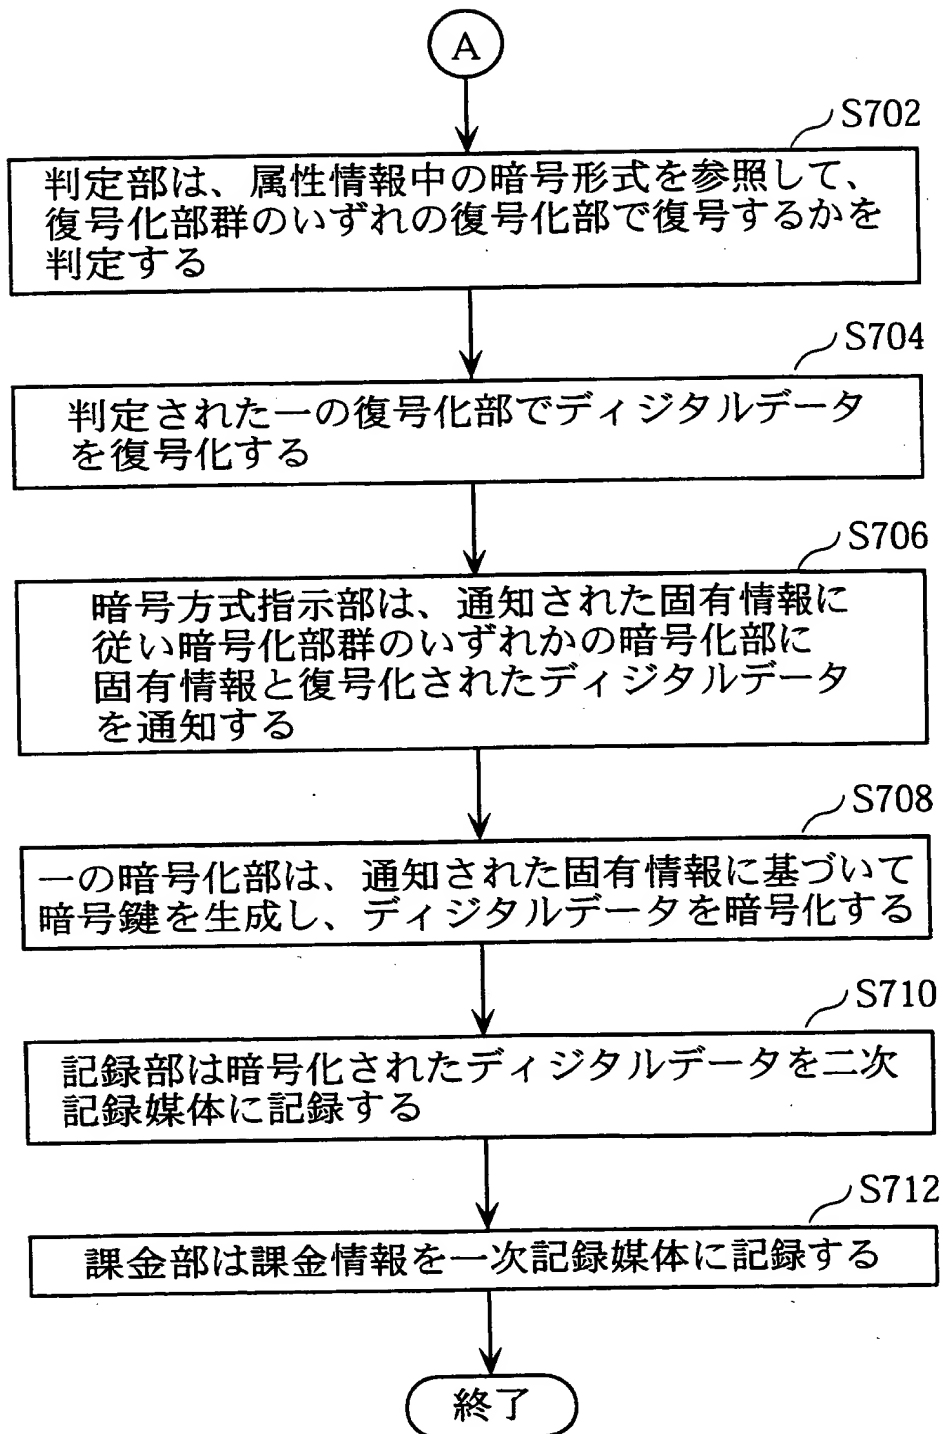 A
S702
判定部は、属性情報中の暗号形式を参照して、
復号化部群のいずれの復号化部で復号するかを
判定する
S704
判定された一の復号化部でディジタルデータ
を復号化する
S706
暗号方式指示部は、通知された固有情報に
従い暗号化部群のいずれかの暗号化部に
固有情報と復号化されたディジタルデータ
を通知する
S708
一の暗号化部は、通知された固有情報に基づいて
暗号鍵を生成し、ディジタルデータを暗号化する
S710
記録部は暗号化されたディジタルデータを二次
記録媒体に記録する
S712
課金部は課金情報を一次記録媒体に記録する
終了